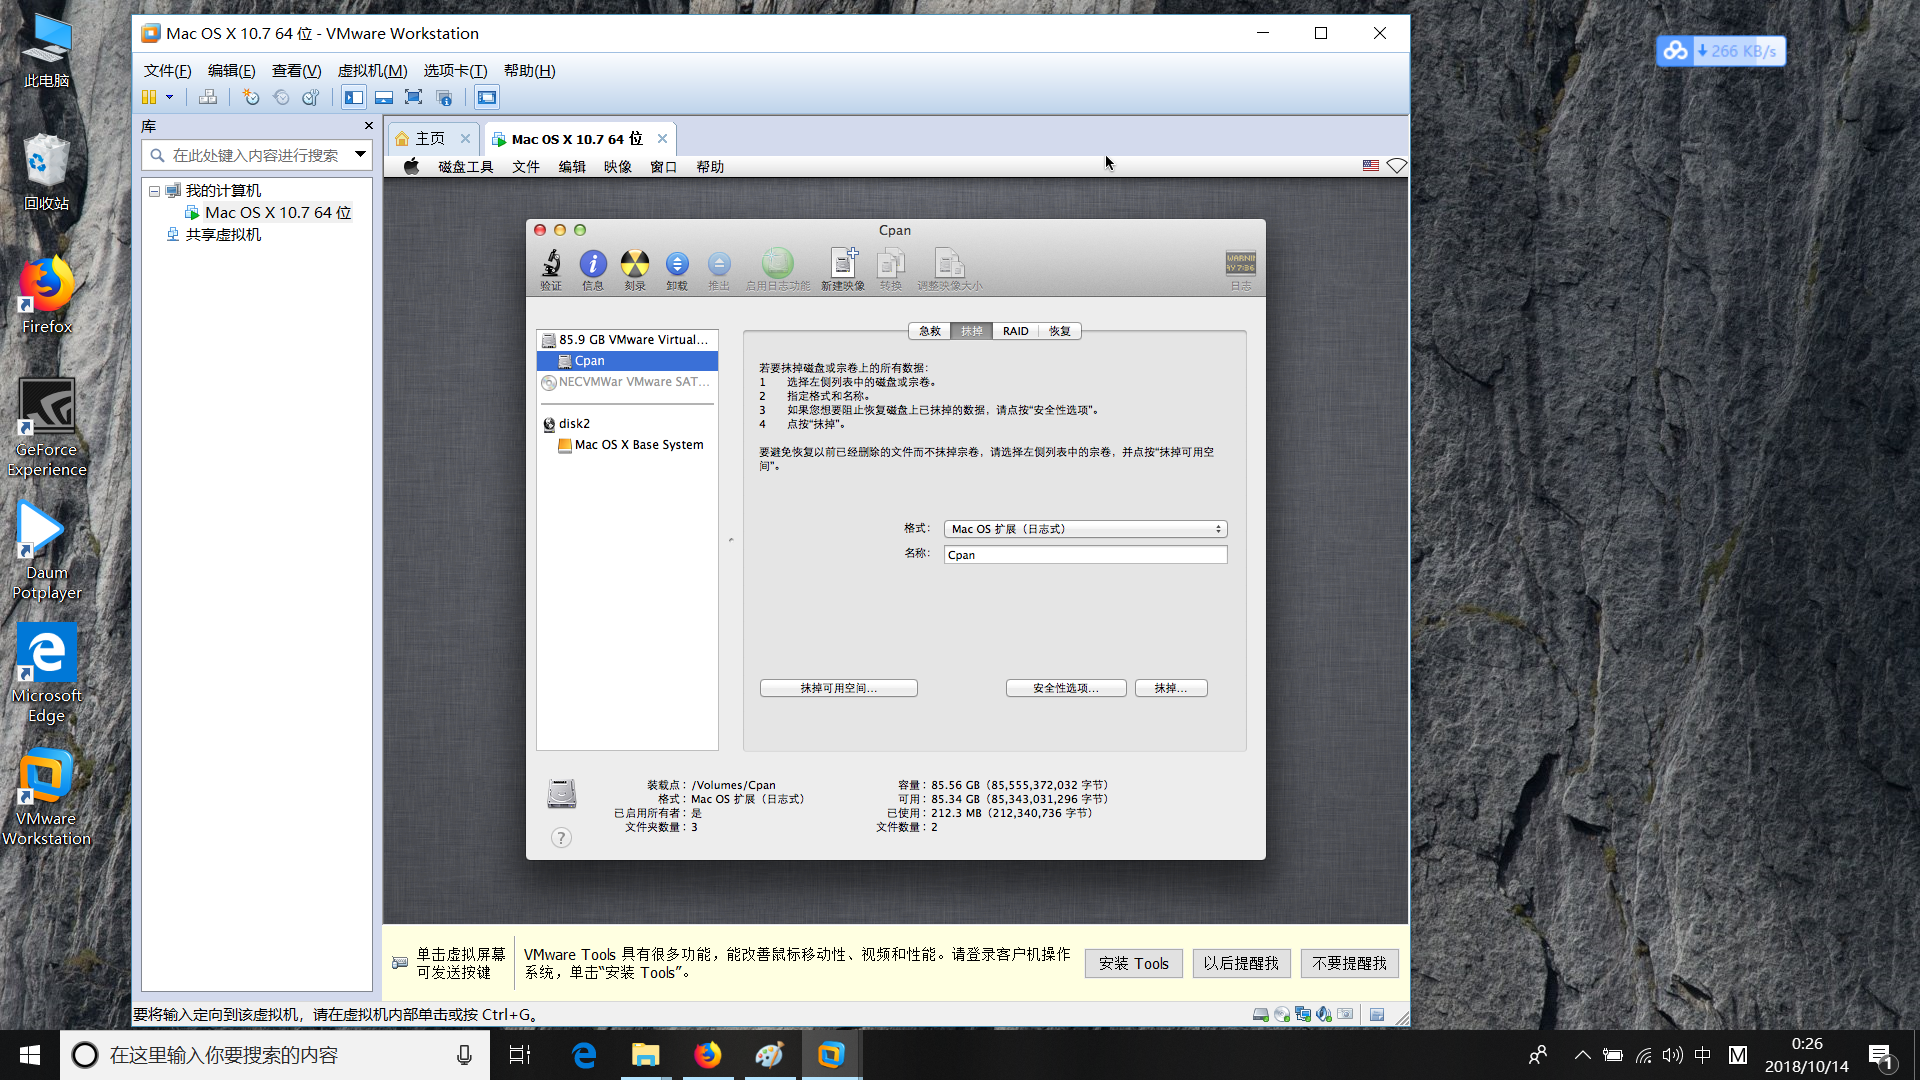 此电脑
回收站
Firefox
GeForce
Experience
Daum
Potplayer
Microsoft
Edge
VMware
Workstation
Mac OS X 10.7 64 位 - VMware Workstation
文件(F) 编辑(E) 查看(V) 虚拟机(M) 选项卡(T) 帮助(H)
266 KB/s
库
在此处键入内容进行搜索
我的计算机
Mac OS X 10.7 64 位
共享虚拟机
主页 Mac OS X 10.7 64 位
磁盘工具 文件 编辑 映像 窗口 帮助
Cpan
WARNIN
AY 7:36
验证 信息 刻录 卸载 推出 启用日志功能 新建映像 转换 调整映像大小 日志
85.9 GB VMware Virtual...
Cpan
NECVMWar VMware SAT...
disk2
Mac OS X Base System
急救 抹掉 RAID 恢复
若要抹掉磁盘或宗卷上的所有数据:
1 选择左侧列表中的磁盘或宗卷。
2 指定格式和名称。
3 如果您想要阻止恢复磁盘上已抹掉的数据，请点按“安全性选项”。
4 点按“抹掉”。
要避免恢复以前已经删除的文件而不抹掉宗卷，请选择左侧列表中的宗卷，并点按“抹掉可用空
间”。
格式: Mac OS 扩展（日志式）
名称: Cpan
抹掉可用空间... 安全性选项... 抹掉...
装载点: /Volumes/Cpan
格式: Mac OS 扩展（日志式）
已启用所有者: 是
文件夹数量: 3
容量: 85.56 GB（85,555,372,032 字节）
可用: 85.34 GB（85,343,031,296 字节）
已使用: 212.3 MB（212,340,736 字节）
文件数量: 2
?
单击虚拟屏幕
可发送按键
VMware Tools 具有很多功能，能改善鼠标移动性、视频和性能。请登录客户机操作
系统，单击“安装 Tools”。
安装 Tools 以后提醒我 不要提醒我
要将输入定向到该虚拟机，请在虚拟机内部单击或按 Ctrl+G。
在这里输入你要搜索的内容
中 M
0:26
2018/10/14
1